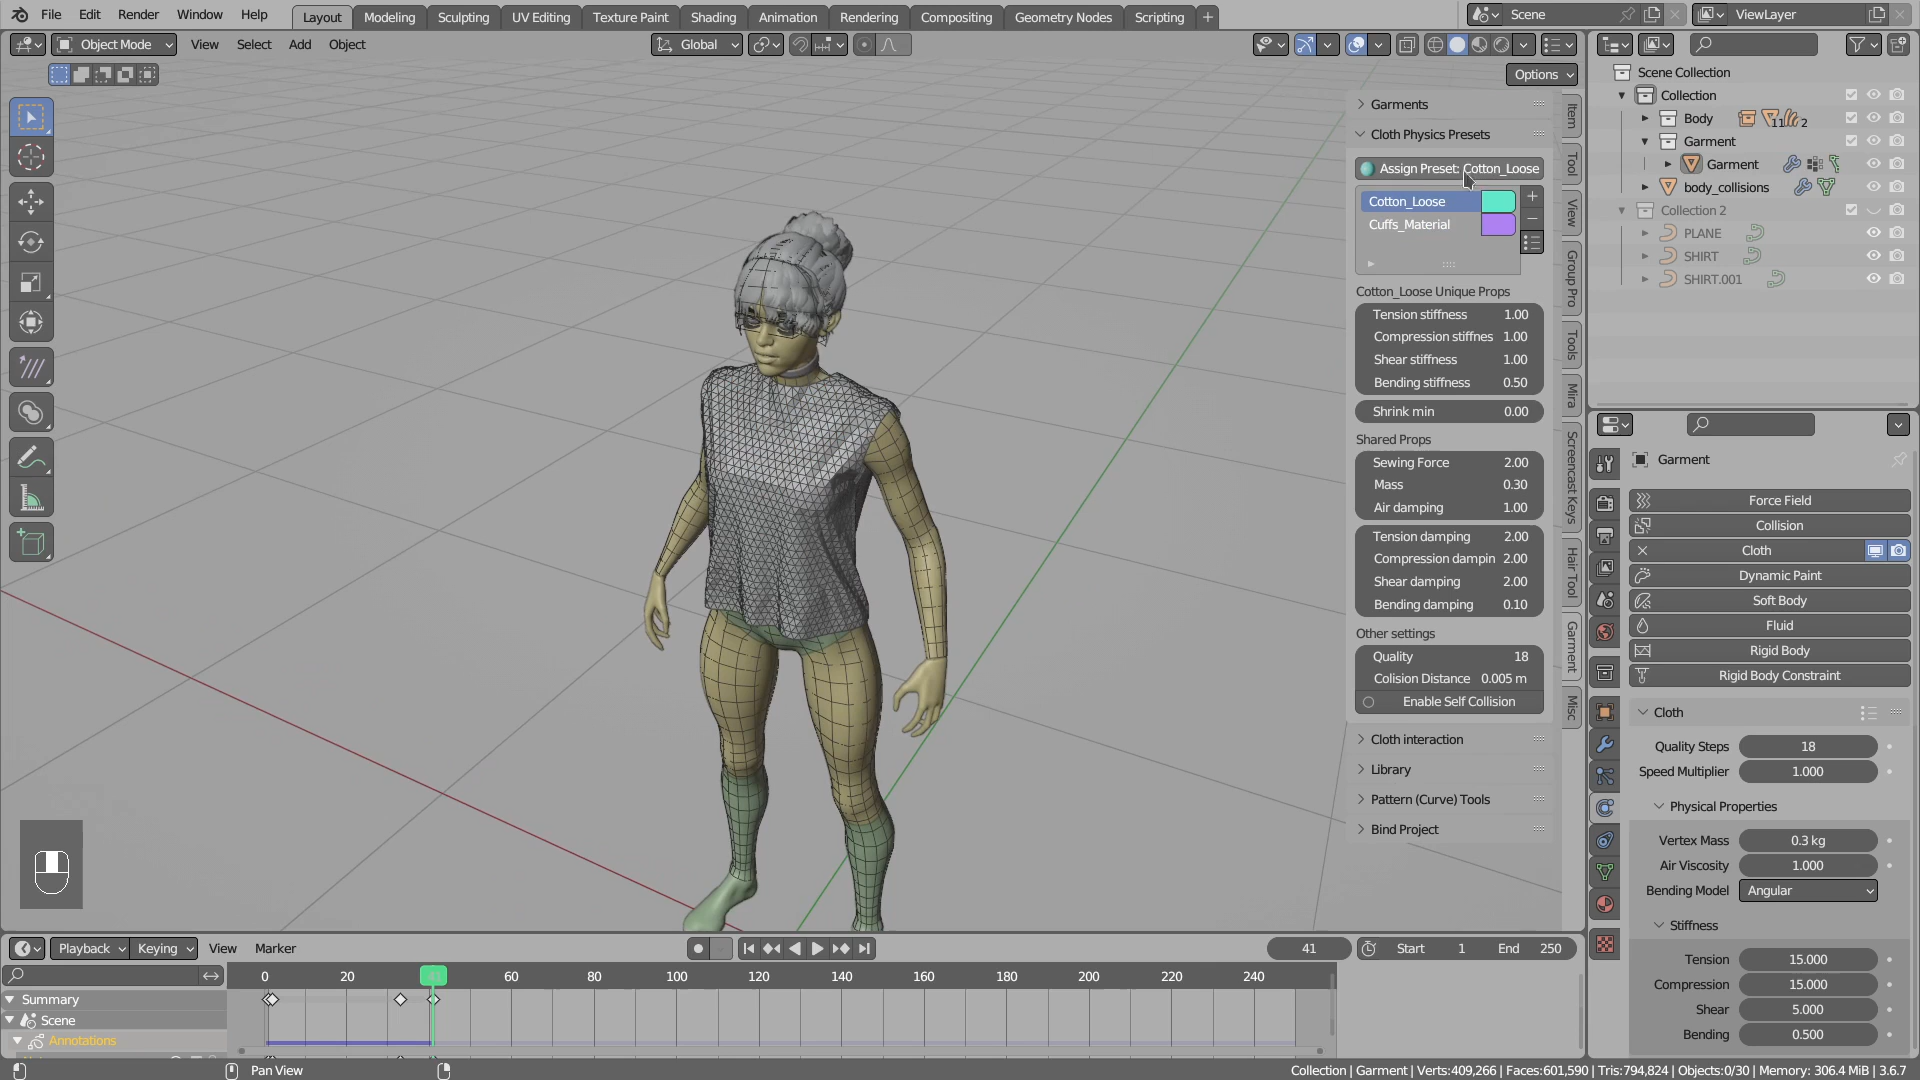 File Edit Render Window Help Layout Modeling Sculpting UV Editing Texture Paint Shading Animation Rendering Compositing Geometry Nodes Scripting + Scene ViewLayer
Object Mode View Select Add Object Global
Options
Scene Collection
Collection
Body 11 2
Garment
Garment
body_collisions
Collection 2
PLANE
SHIRT
SHIRT.001
Garments
Cloth Physics Presets
Assign Preset: Cotton_Loose
Cotton_Loose
Cuffs_Material
Cotton_Loose Unique Props
Tension stiffness 1.00
Compression stiffnes 1.00
Shear stiffness 1.00
Bending stiffness 0.50
Shrink min 0.00
Shared Props
Sewing Force 2.00
Mass 0.30
Air damping 1.00
Tension damping 2.00
Compression dampin 2.00
Shear damping 2.00
Bending damping 0.10
Other settings
Quality 18
Colision Distance 0.005 m
Enable Self Collision
Cloth interaction
Library
Pattern (Curve) Tools
Bind Project
Item
Tool
View
Group Pro
Tools
Mira
Screencast Keys
Hair Tool
Garment
Misc
Garment
Force Field
Collision
Cloth
Dynamic Paint
Soft Body
Fluid
Rigid Body
Rigid Body Constraint
Cloth
Quality Steps 18
Speed Multiplier 1.000
Physical Properties
Vertex Mass 0.3 kg
Air Viscosity 1.000
Bending Model Angular
Stiffness
Tension 15.000
Compression 15.000
Shear 5.000
Bending 0.500
Playback Keying View Marker 41 Start 1 End 250
0 20 60 80 100 120 140 160 180 200 220 240
Summary
Scene
Annotations
Pan View
Collection | Garment | Verts:409,266 | Faces:601,590 | Tris:794,824 | Objects:0/30 | Memory: 306.4 MiB | 3.6.7